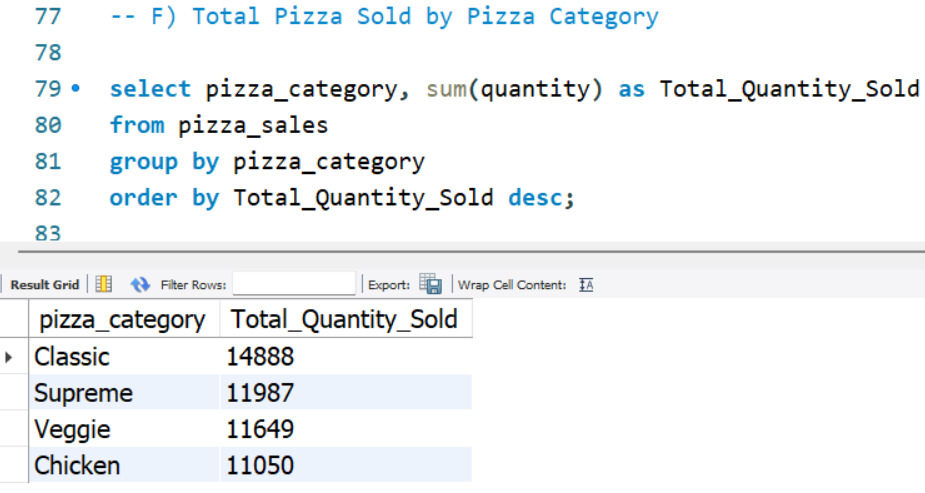 77 -- F) Total Pizza Sold by Pizza Category
78
79 select pizza_category, sum(quantity) as Total_Quantity_Sold
80 from pizza_sales
81 group by pizza_category
82 order by Total_Quantity_Sold desc;
83
Result Grid Filter Rows: Export: Wrap Cell Content:
pizza_category Total_Quantity_Sold
Classic 14888
Supreme 11987
Veggie 11649
Chicken 11050